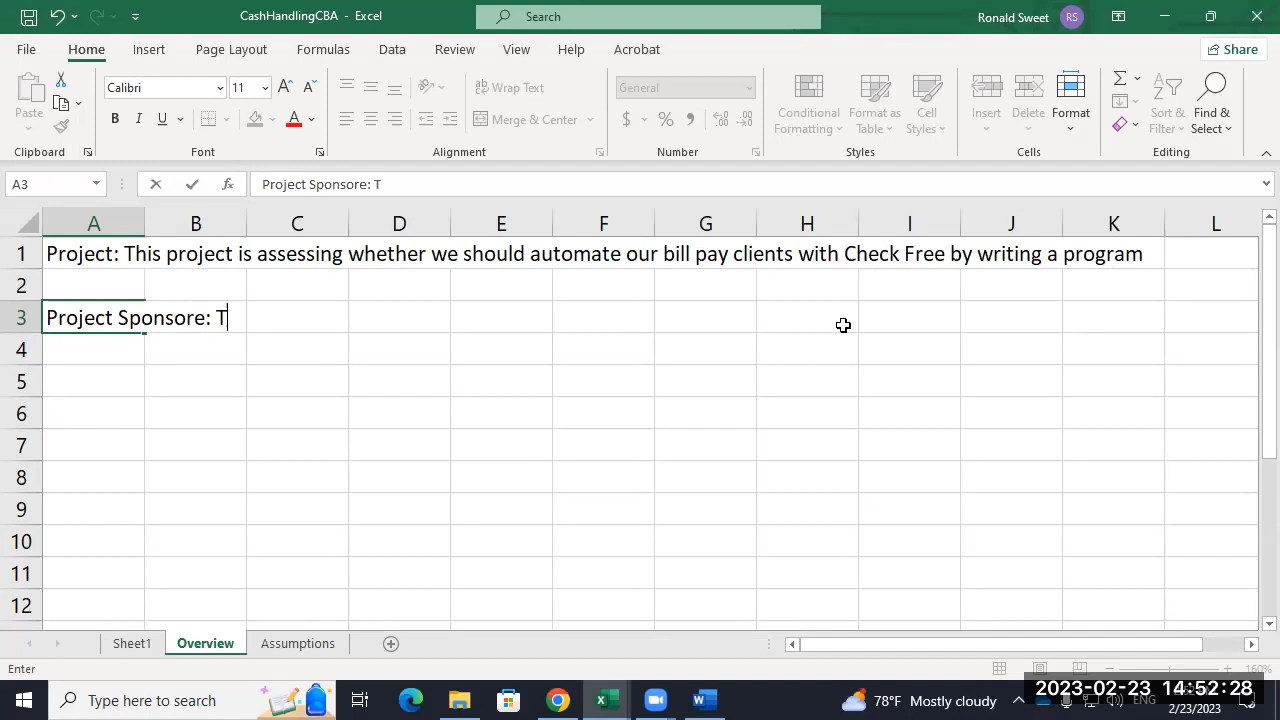 CashHandlingCBA - Excel
Search
Ronald Sweet
RS
File Home Insert Page Layout Formulas Data Review View Help Acrobat
Share
Paste
Calibri 11
Wrap Text
General
Merge & Center
Conditional Formatting
Format as Table
Cell Styles
Insert
Delete
Format
Sort & Filter
Find & Select
Clipboard Font Alignment Number Styles Cells Editing
A3
Project Sponsore: T
A B C D E F G H I J K L
1 Project: This project is assessing whether we should automate our bill pay clients with Check Free by writing a program
2
3 Project Sponsore: T
4
5
6
7
8
9
10
11
12
Sheet1 Overview Assumptions
Enter
160%
Type here to search
78°F Mostly cloudy
ENG
2023-02-23 14:52:28
2/23/2023